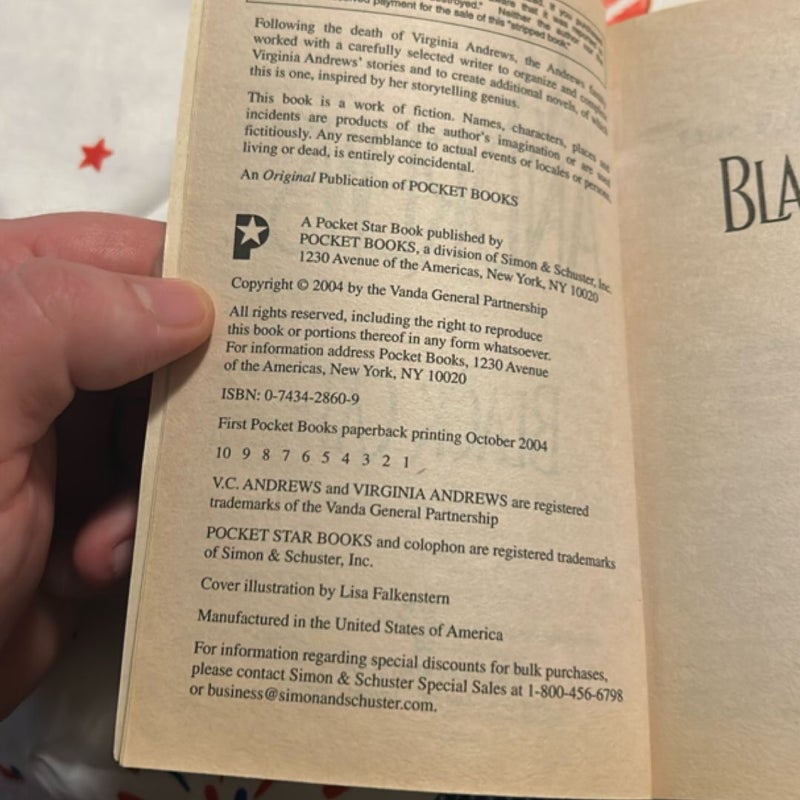 destroyed." Neither the author nor the
payment for the sale of this "stripped book."
Following the death of Virginia Andrews, the Andrews family
worked with a carefully selected writer to organize and complete
Virginia Andrews' stories and to create additional novels, of which
this is one, inspired by her storytelling genius.
This book is a work of fiction. Names, characters, places and
incidents are products of the author's imagination or are used
fictitiously. Any resemblance to actual events or locales or persons,
living or dead, is entirely coincidental.
An Original Publication of POCKET BOOKS
P
A Pocket Star Book published by
POCKET BOOKS, a division of Simon & Schuster, Inc.
1230 Avenue of the Americas, New York, NY 10020
Copyright © 2004 by the Vanda General Partnership
All rights reserved, including the right to reproduce
this book or portions thereof in any form whatsoever.
For information address Pocket Books, 1230 Avenue
of the Americas, New York, NY 10020
ISBN: 0-7434-2860-9
First Pocket Books paperback printing October 2004
10 9 8 7 6 5 4 3 2 1
V.C. ANDREWS and VIRGINIA ANDREWS are registered
trademarks of the Vanda General Partnership
POCKET STAR BOOKS and colophon are registered trademarks
of Simon & Schuster, Inc.
Cover illustration by Lisa Falkenstern
Manufactured in the United States of America
For information regarding special discounts for bulk purchases,
please contact Simon & Schuster Special Sales at 1-800-456-6798
or business@simonandschuster.com.
BLA